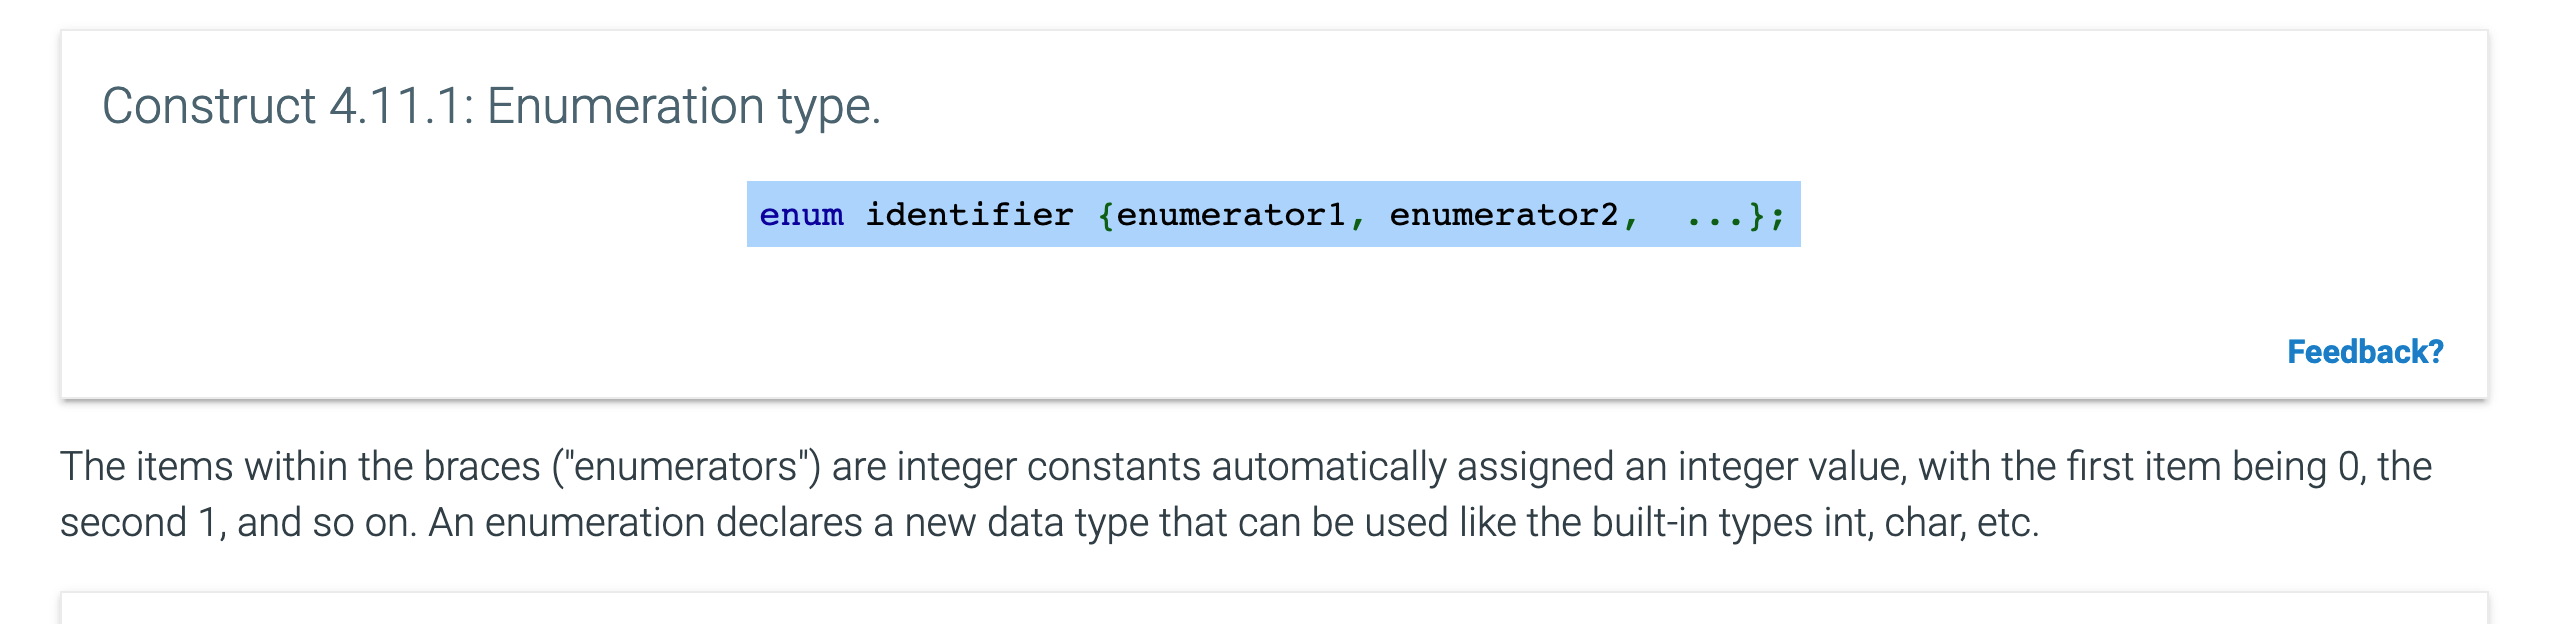 Construct 4.11.1: Enumeration type.
enum identifier {enumerator1, enumerator2,  ...};
Feedback?
The items within the braces ("enumerators") are integer constants automatically assigned an integer value, with the first item being 0, the
second 1, and so on. An enumeration declares a new data type that can be used like the built-in types int, char, etc.